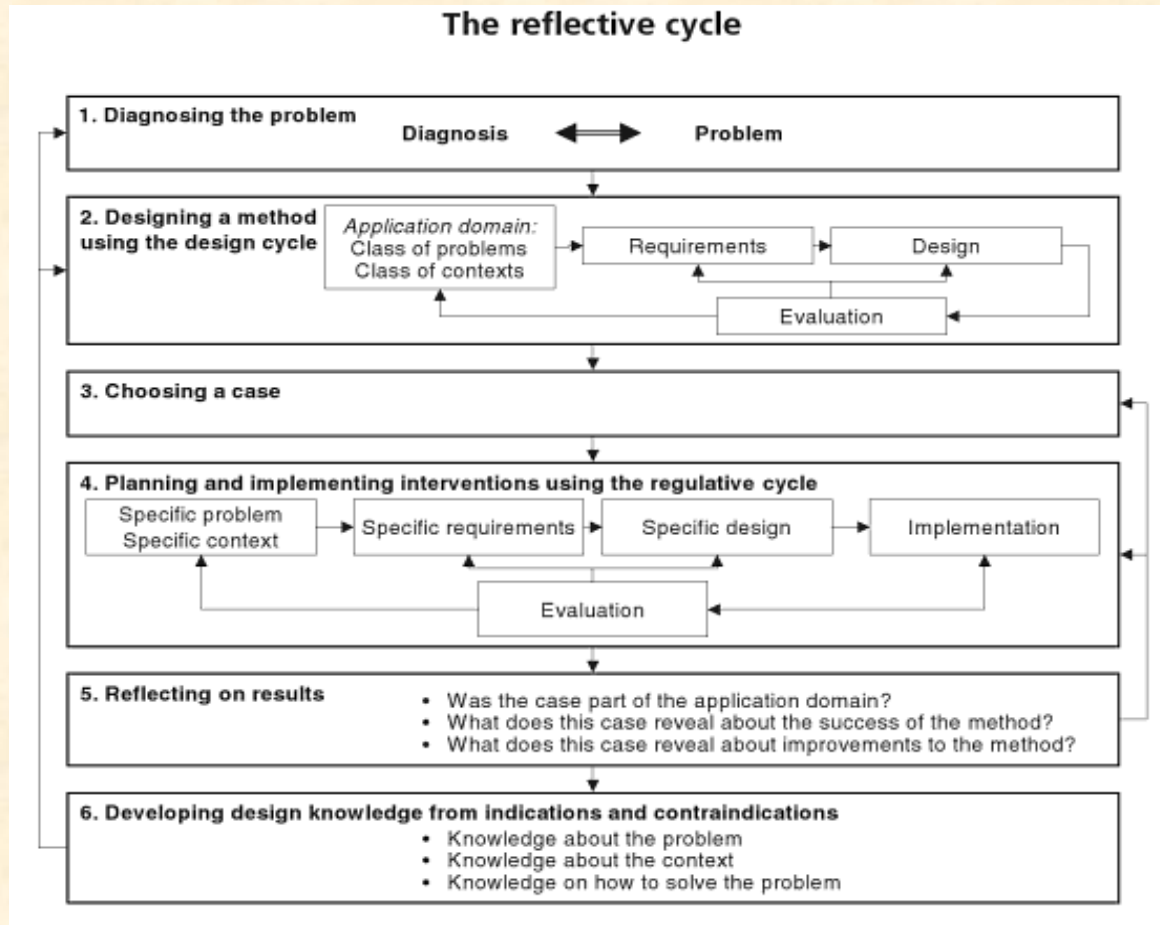 The reflective cycle
1. Diagnosing the problem
Diagnosis
Problem
2. Designing a method
using the design cycle
Application domain:
Class of problems
Class of contexts
Requirements
Design
Evaluation
3. Choosing a case
4. Planning and implementing interventions using the regulative cycle
Specific problem
Specific context
Specific requirements
Specific design
Implementation
Evaluation
5. Reflecting on results
• Was the case part of the application domain?
• What does this case reveal about the success of the method?
• What does this case reveal about improvements to the method?
6. Developing design knowledge from indications and contraindications
• Knowledge about the problem
• Knowledge about the context
• Knowledge on how to solve the problem